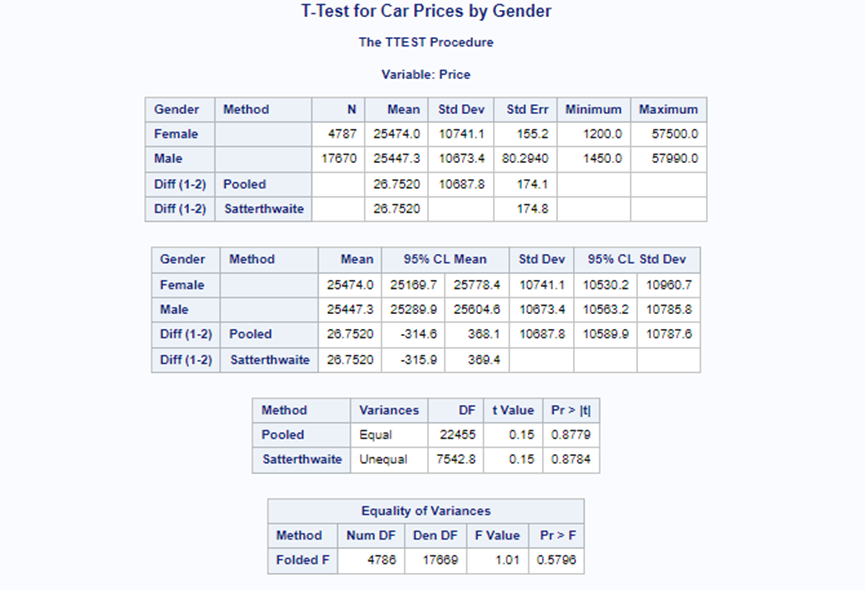 T-Test for Car Prices by Gender
The TTEST Procedure
Variable: Price
Gender Method N Mean Std Dev Std Err Minimum Maximum
Female 4787 25474.0 10741.1 155.2 1200.0 57500.0
Male 17670 25447.3 10673.4 80.2940 1450.0 57990.0
Diff (1-2) Pooled 26.7520 10687.8 174.1
Diff (1-2) Satterthwaite 26.7520 174.8
Gender Method Mean 95% CL Mean Std Dev 95% CL Std Dev
Female 25474.0 25169.7 25778.4 10741.1 10530.2 10960.7
Male 25447.3 25289.9 25604.6 10673.4 10563.2 10785.8
Diff (1-2) Pooled 26.7520 -314.6 368.1 10687.8 10589.9 10787.6
Diff (1-2) Satterthwaite 26.7520 -315.9 369.4
Method Variances DF t Value Pr > |t|
Pooled Equal 22455 0.15 0.8779
Satterthwaite Unequal 7542.8 0.15 0.8784
Equality of Variances
Method Num DF Den DF F Value Pr > F
Folded F 4786 17669 1.01 0.5796